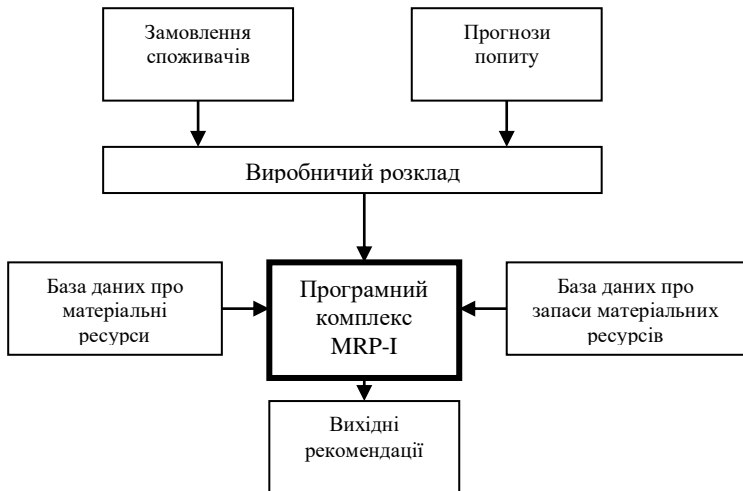 Замовлення
споживачів
Прогнози
попиту
Виробничий розклад
База даних про
матеріальні
ресурси
Програмний
комплекс
MRP-I
База даних про
запаси матеріальних
ресурсів
Вихідні
рекомендації